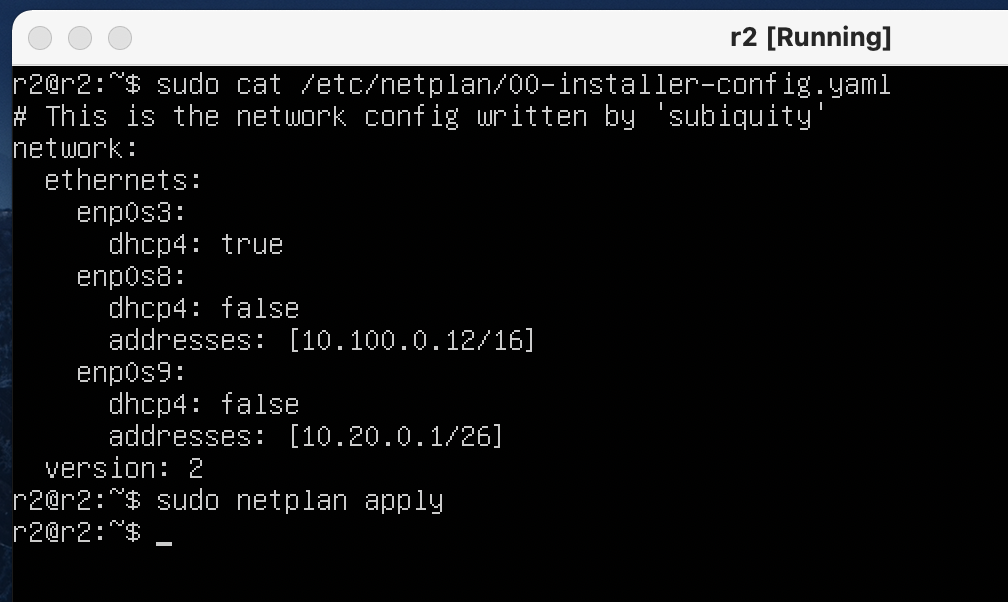 r2 [Running]
r2@r2:~$ sudo cat /etc/netplan/00-installer-config.yaml
# This is the network config written by 'subiquity'
network:
  ethernets:
    enp0s3:
      dhcp4: true
    enp0s8:
      dhcp4: false
      addresses: [10.100.0.12/16]
    enp0s9:
      dhcp4: false
      addresses: [10.20.0.1/26]
  version: 2
r2@r2:~$ sudo netplan apply
r2@r2:~$ _